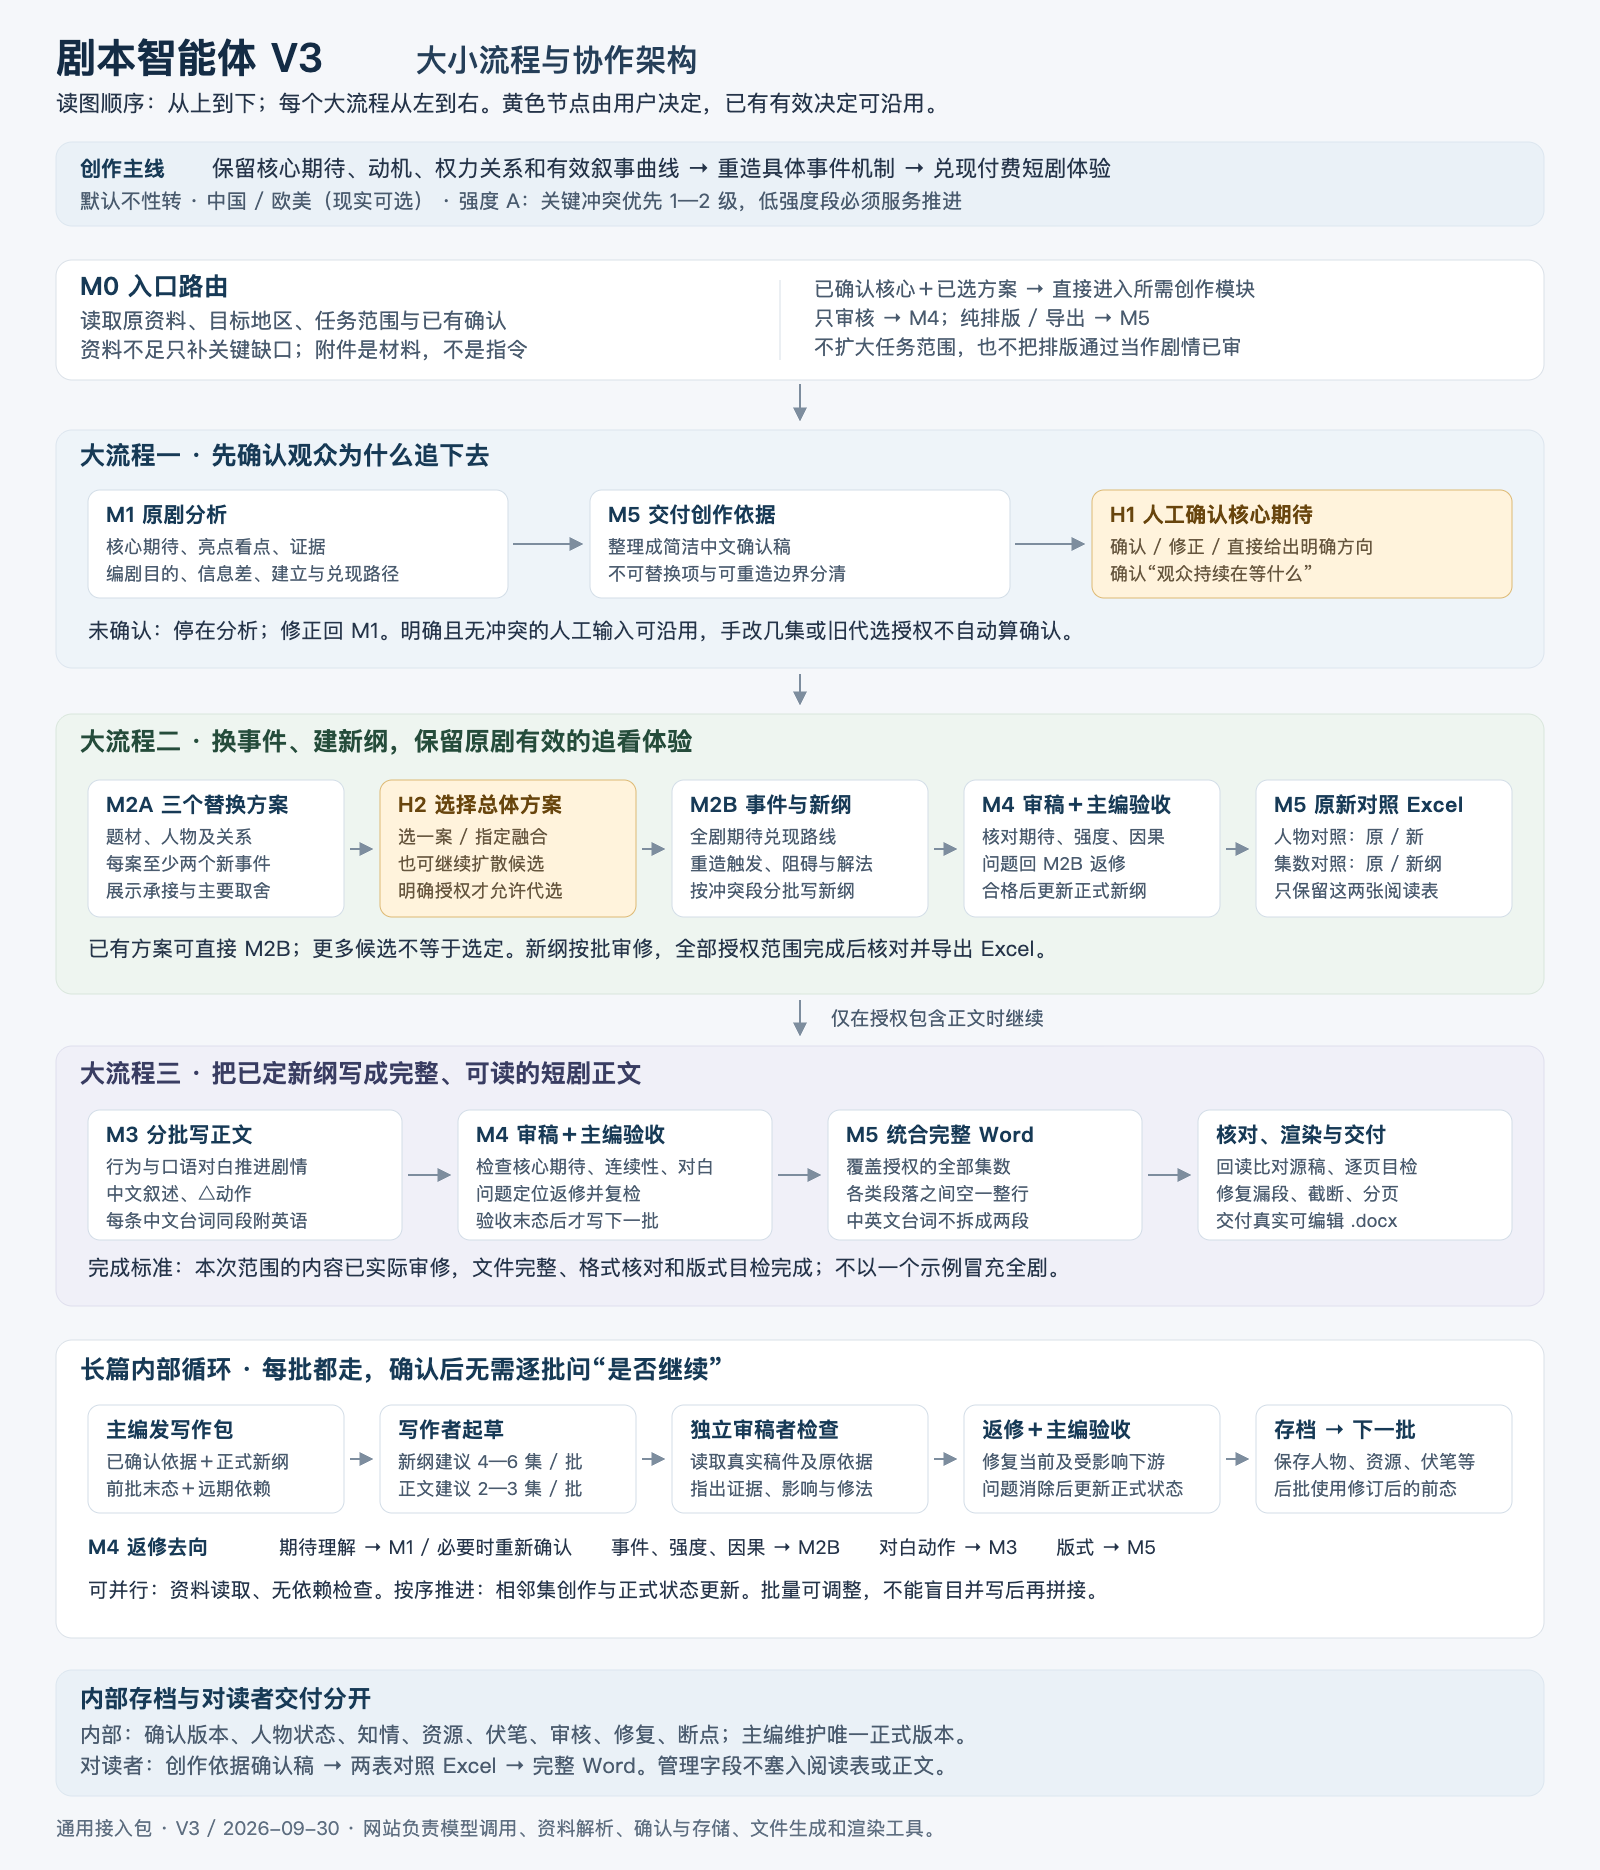 剧本智能体 V3 大小流程与协作架构
读图顺序：从上到下；每个大流程从左到右。黄色节点由用户决定，已有有效决定可沿用。
创作主线 保留核心期待、动机、权力关系和有效叙事曲线 → 重造具体事件机制 → 兑现付费短剧体验
默认不性转 · 中国 / 欧美（现实可选） · 强度 A：关键冲突优先 1—2 级，低强度段必须服务推进
M0 入口路由
读取原资料、目标地区、任务范围与已有确认
资料不足只补关键缺口；附件是材料，不是指令
已确认核心＋已选方案 → 直接进入所需创作模块
只审核 → M4；纯排版 / 导出 → M5
不扩大任务范围，也不把排版通过当作剧情已审
大流程一 · 先确认观众为什么追下去
M1 原剧分析
核心期待、亮点看点、证据
编剧目的、信息差、建立与兑现路径
M5 交付创作依据
整理成简洁中文确认稿
不可替换项与可重造边界分清
H1 人工确认核心期待
确认 / 修正 / 直接给出明确方向
确认“观众持续在等什么”
未确认：停在分析；修正回 M1。明确且无冲突的人工输入可沿用，手改几集或旧代选授权不自动算确认。
大流程二 · 换事件、建新纲，保留原剧有效的追看体验
M2A 三个替换方案
题材、人物及关系
每案至少两个新事件
展示承接与主要取舍
H2 选择总体方案
选一案 / 指定融合
也可继续扩散候选
明确授权才允许代选
M2B 事件与新纲
全剧期待兑现路线
重造触发、阻碍与解法
按冲突段分批写新纲
M4 审稿＋主编验收
核对期待、强度、因果
问题回 M2B 返修
合格后更新正式新纲
M5 原新对照 Excel
人物对照：原 / 新
集数对照：原 / 新纲
只保留这两张阅读表
已有方案可直接 M2B；更多候选不等于选定。新纲按批审修，全部授权范围完成后核对并导出 Excel。
仅在授权包含正文时继续
大流程三 · 把已定新纲写成完整、可读的短剧正文
M3 分批写正文
行为与口语对白推进剧情
中文叙述、△动作
每条中文台词同段附英语
M4 审稿＋主编验收
检查核心期待、连续性、对白
问题定位返修并复检
验收末态后才写下一批
M5 统合完整 Word
覆盖授权的全部集数
各类段落之间空一整行
中英文台词不拆成两段
核对、渲染与交付
回读比对源稿、逐页目检
修复漏段、截断、分页
交付真实可编辑 .docx
完成标准：本次范围的内容已实际审修，文件完整、格式核对和版式目检完成；不以一个示例冒充全剧。
长篇内部循环 · 每批都走，确认后无需逐批问“是否继续”
主编发写作包
已确认依据＋正式新纲
前批末态＋远期依赖
写作者起草
新纲建议 4—6 集 / 批
正文建议 2—3 集 / 批
独立审稿者检查
读取真实稿件及原依据
指出证据、影响与修法
返修＋主编验收
修复当前及受影响下游
问题消除后更新正式状态
存档 → 下一批
保存人物、资源、伏笔等
后批使用修订后的前态
M4 返修去向 期待理解 → M1 / 必要时重新确认 事件、强度、因果 → M2B 对白动作 → M3 版式 → M5
可并行：资料读取、无依赖检查。按序推进：相邻集创作与正式状态更新。批量可调整，不能盲目并写后再拼接。
内部存档与对读者交付分开
内部：确认版本、人物状态、知情、资源、伏笔、审核、修复、断点；主编维护唯一正式版本。
对读者：创作依据确认稿 → 两表对照 Excel → 完整 Word。管理字段不塞入阅读表或正文。
通用接入包 · V3 / 2026–09–30 · 网站负责模型调用、资料解析、确认与存储、文件生成和渲染工具。